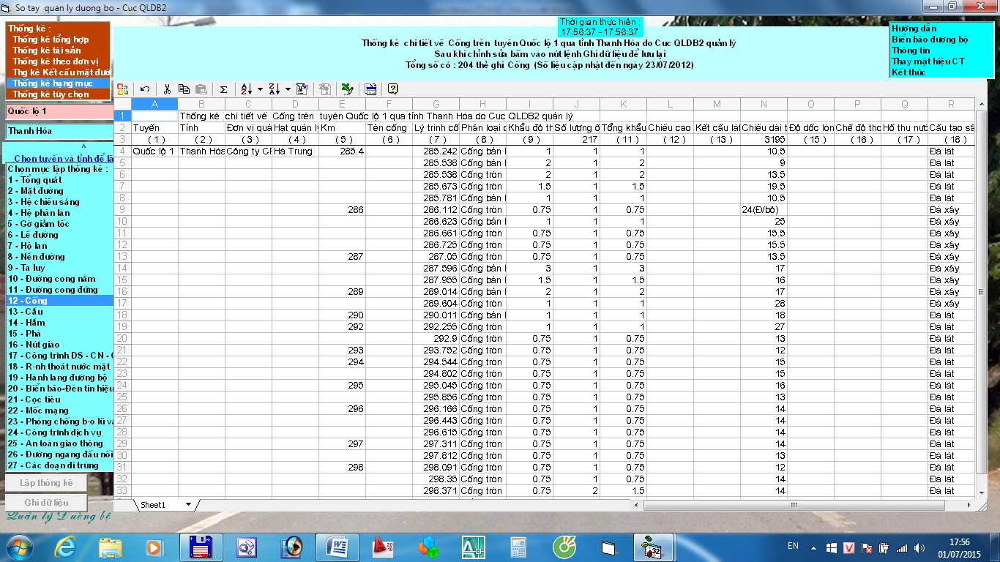 So tay quan ly duong bo - Cuc QLDB2
Thống kê :
Thống kê tổng hợp
Thống kê tài sản
Thống kê theo đơn vị
Thg kê Kết cấu mặt đườ
Thống kê hạng mục
Thống kê tùy chọn
Quốc lộ 1
Thanh Hóa
^
Chọn tuyến và tỉnh để lậ
Chọn mục lập thống kê :
1 - Tổng quát
2 - Mặt đường
3 - Hệ chiếu sáng
4 - Hệ phân làn
5 - Gờ giảm tốc
6 - Lề đường
7 - Hộ lan
8 - Nền đường
9 - Ta luy
10 - Đường cong nằm
11 - Đường cong đứng
12 - Cống
13 - Cầu
14 - Hầm
15 - Phà
16 - Nút giao
17 - Công trình DS - CN - Q
18 - R-nh thoát nước mặt
19 - Hành lang đường bộ
20 - Biển báo-Đèn tín hiệu
21 - Cọc tiêu
22 - Mốc mạng
23 - Phòng chống b-o lũ và
24 - Công trình dịch vụ
25 - An toàn giao thông
26 - Đường ngang đấu nối
27 - Các đoạn đi trùng
Lập thống kê
Ghi dữ liệu
Quản lý Đường bộ
Thời gian thực hiện :
17:56:37 - 17:56:37
Thống kê chi tiết về Cống trên tuyến Quốc lộ 1 qua tỉnh Thanh Hóa do Cuc QLDB2 quản lý
Sau khi chỉnh sửa bấm vào nút lệnh Ghi dữ liệu để lưu lại
Tổng số có : 204 thẻ ghi Cống (Số liệu cập nhật đến ngày 23/07/2012)
Hướng dẫn
Biển báo đường bộ
Thông tin
Thay mật hiệu CT
Kết thúc
A B C D E F G H I J K L M N O P Q R
1 Thống kê chi tiết về Cống trên tuyến Quốc lộ 1 qua tỉnh Thanh Hóa do Cuc QLDB2 quản lý
2 Tuyến Tỉnh Đơn vị quả Hạt quản lý Km Tên cống Lý trình cố Phân loại c Khẩu độ th Số lượng ố Tổng khẩu Chiều cao Kết cấu lát Chiều dài t Độ dốc lòn Chế độ tho Hố thu nướ Cấu tạo sâ
3 ( 1 ) ( 2 ) ( 3 ) ( 4 ) ( 5 ) ( 6 ) ( 7 ) ( 8 ) ( 9 ) 217 ( 11 ) ( 12 ) ( 13 ) 3195 ( 15 ) ( 16 ) ( 17 ) ( 18 )
4 Quốc lộ 1 Thanh Hóa Công ty CP Hà Trung 285.4 285.242 Cống bản 1 1 1 10.5 Đá lát
5 285.538 Cống bản 2 1 2 9 Đá lát
6 285.538 Cống tròn 2 1 2 13.5 Đá lát
7 285.673 Cống tròn 1.5 1 1.5 19.5 Đá lát
8 285.781 Cống bản 1 1 1 10.5 Đá lát
9 286 286.112 Cống tròn 0.75 1 0.75 24(Đ/bộ) Đá xây
10 286.623 Cống bản 1 1 1 25 Đá xây
11 286.661 Cống tròn 0.75 1 0.75 15.5 Đá xây
12 286.725 Cống tròn 0.75 1 0.75 15.5 Đá xây
13 287 287.05 Cống tròn 0.75 1 0.75 13.5 Đá xây
14 287.596 Cống bản 3 1 3 17 Đá xây
15 287.955 Cống bản 1.5 1 1.5 16 Đá xây
16 289 289.014 Cống bản 2 1 2 17 Đá xây
17 289.604 Cống tròn 1 1 1 28 Đá xây
18 290 290.011 Cống bản 1 1 1 18 Đá lát
19 292 292.255 Cống tròn 1 1 1 27 Đá lát
20 292.9 Cống tròn 0.75 1 0.75 13 Đá lát
21 293 293.752 Cống tròn 0.75 1 0.75 12 Đá lát
22 294 294.544 Cống tròn 0.75 1 0.75 15 Đá lát
23 294.802 Cống tròn 0.75 1 0.75 15 Đá lát
24 295 295.045 Cống tròn 0.75 1 0.75 16 Đá lát
25 295.856 Cống tròn 0.75 1 0.75 13 Đá lát
26 296 296.166 Cống tròn 0.75 1 0.75 14 Đá lát
27 296.443 Cống tròn 0.75 1 0.75 14 Đá lát
28 296.615 Cống tròn 0.75 1 0.75 14 Đá lát
29 297 297.311 Cống tròn 0.75 1 0.75 14 Đá lát
30 297.812 Cống tròn 0.75 1 0.75 13 Đá lát
31 298 298.091 Cống tròn 0.75 1 0.75 12 Đá lát
32 298.35 Cống tròn 0.75 1 0.75 14 Đá lát
33 298.371 Cống tròn 0.75 2 1.5 14 Đá lát
Sheet1
EN
17:56
01/07/2015